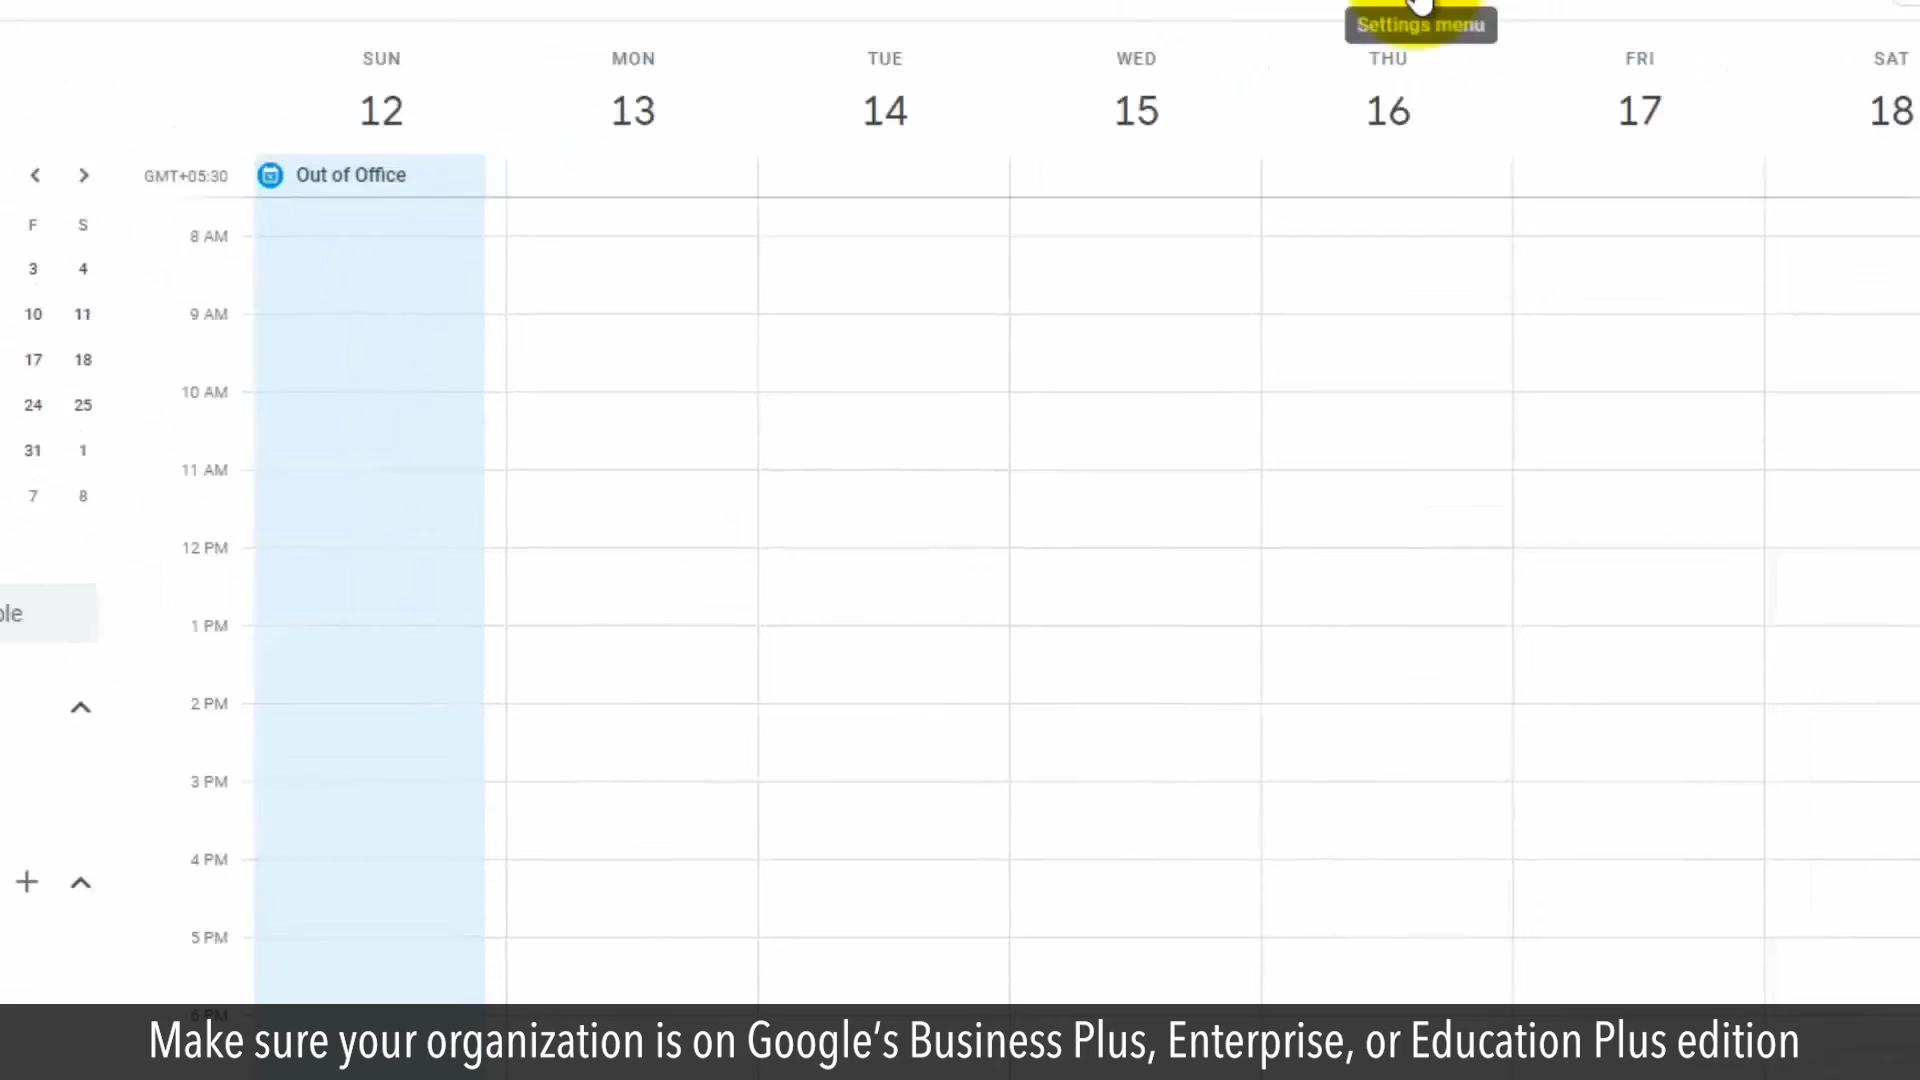 Settings menu
SUN MON TUE WED THU FRI SAT
12 13 14 15 16 17 18
GMT+05:30 Out of Office
F S
3 4
10 11
17 18
24 25
31 1
7 8
8 AM
9 AM
10 AM
11 AM
12 PM
1 PM
2 PM
3 PM
4 PM
5 PM
6 PM
Make sure your organization is on Google’s Business Plus, Enterprise, or Education Plus edition